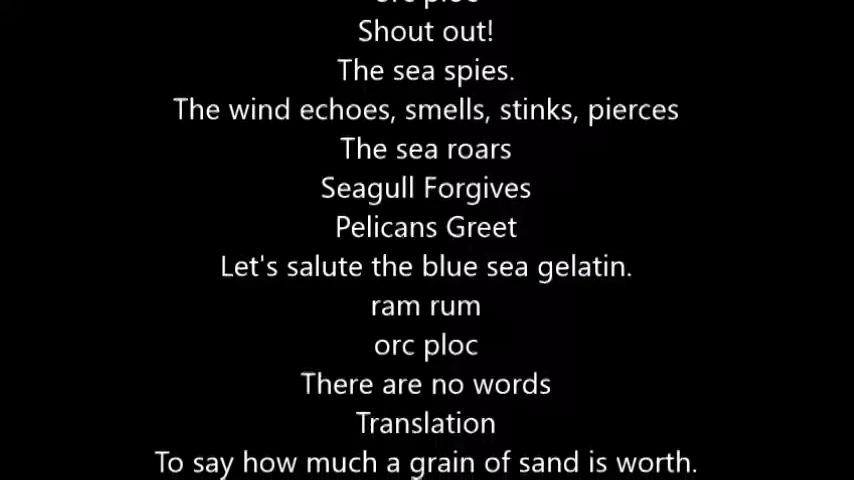 orc ploc
Shout out!
The sea spies.
The wind echoes, smells, stinks, pierces
The sea roars
Seagull Forgives
Pelicans Greet
Let's salute the blue sea gelatin.
ram rum
orc ploc
There are no words
Translation
To say how much a grain of sand is worth.